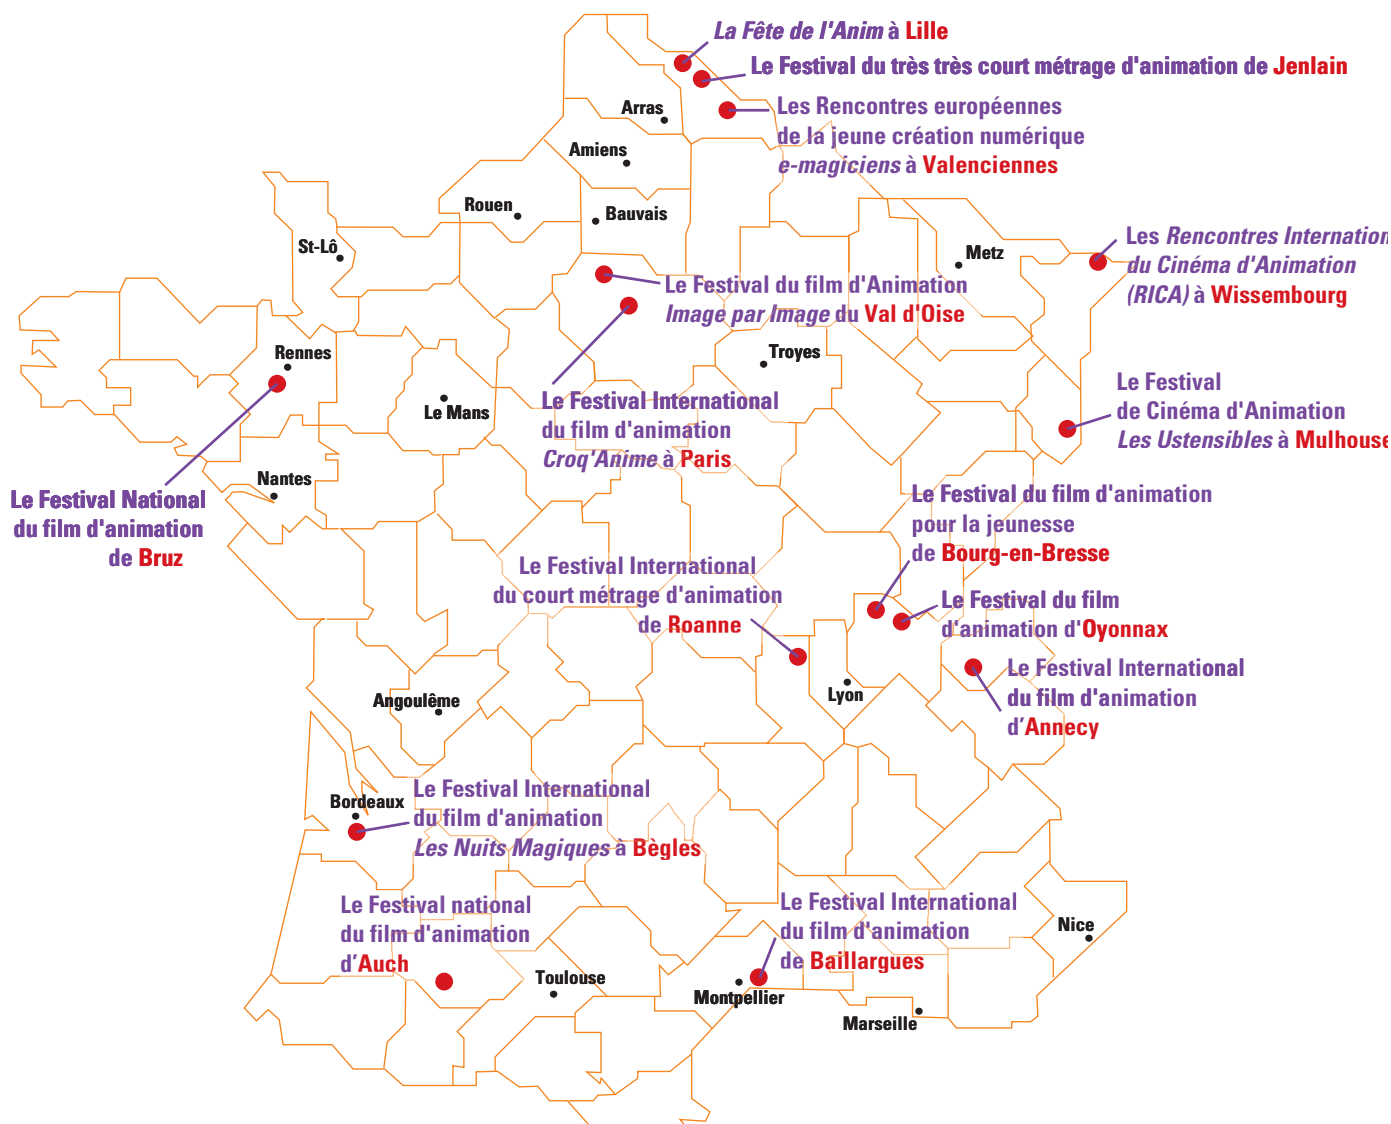 La Fête de l'Anim à Lille
Le Festival du très très court métrage d'animation de Jenlain
Les Rencontres européennes
de la jeune création numérique
e-magiciens à Valenciennes
Arras
Amiens
Rouen
Bauvais
St-Lô
Metz
Les Rencontres Internation
du Cinéma d'Animation
(RICA) à Wissembourg
Le Festival du film d'Animation
Image par Image du Val d'Oise
Rennes
Troyes
Le Mans
Le Festival International
du film d'animation
Croq'Anime à Paris
Le Festival
de Cinéma d'Animation
Les Ustensibles à Mulhouse
Nantes
Le Festival National
du film d'animation
de Bruz
Le Festival du film d'animation
pour la jeunesse
de Bourg-en-Bresse
Le Festival International
du court métrage d'animation
de Roanne
Le Festival du film
d'animation d'Oyonnax
Lyon
Le Festival International
du film d'animation
d'Annecy
Angoulême
Bordeaux
Le Festival International
du film d'animation
Les Nuits Magiques à Bègles
Le Festival national
du film d'animation
d'Auch
Toulouse
Le Festival International
du film d'animation
de Baillargues
Montpellier
Marseille
Nice